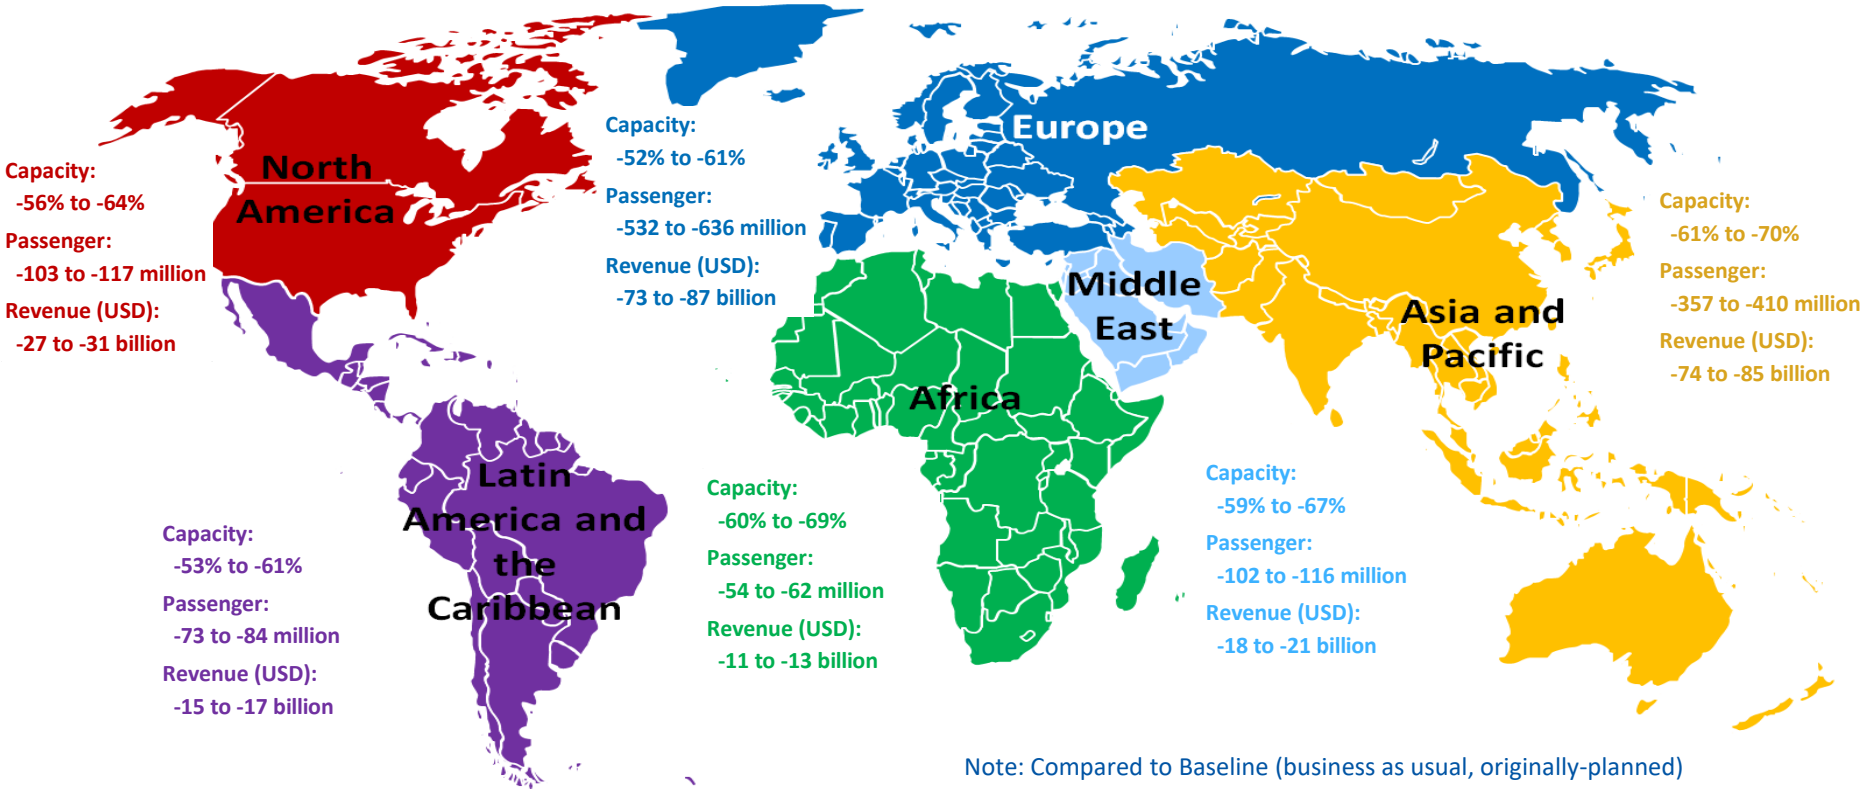 North
America
Capacity:
-56% to -64%
Passenger:
-103 to -117 million
Revenue (USD):
-27 to -31 billion
Europe
Capacity:
-52% to -61%
Passenger:
-532 to -636 million
Revenue (USD):
-73 to -87 billion
Asia and
Pacific
Capacity:
-61% to -70%
Passenger:
-357 to -410 million
Revenue (USD):
-74 to -85 billion
Middle
East
Capacity:
-59% to -67%
Passenger:
-102 to -116 million
Revenue (USD):
-18 to -21 billion
Africa
Capacity:
-60% to -69%
Passenger:
-54 to -62 million
Revenue (USD):
-11 to -13 billion
Latin
America and
the
Caribbean
Capacity:
-53% to -61%
Passenger:
-73 to -84 million
Revenue (USD):
-15 to -17 billion
Note: Compared to Baseline (business as usual, originally-planned)